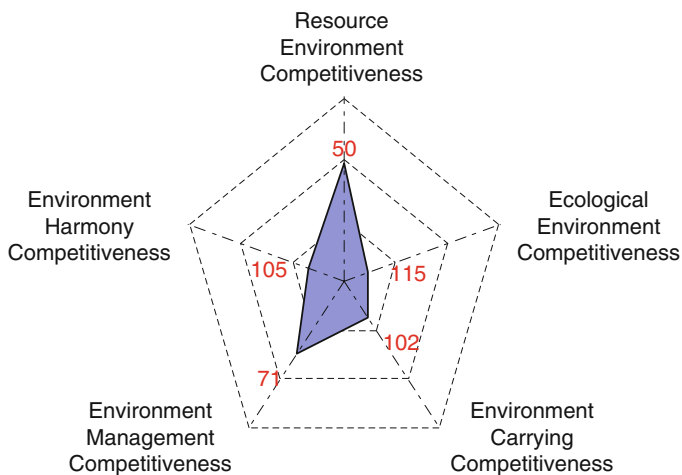 Resource
Environment
Competitiveness
50
Environment
Harmony
Competitiveness
105
Ecological
Environment
Competitiveness
115
102
71
Environment
Management
Competitiveness
Environment
Carrying
Competitiveness